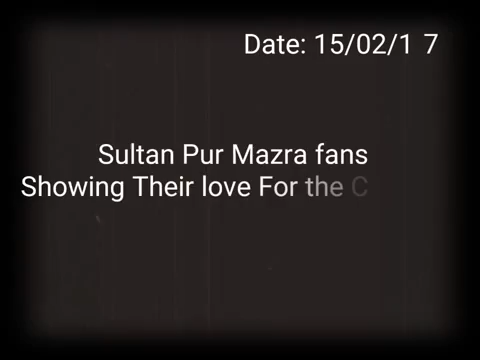 Date: 15/02/1 7
Sultan Pur Mazra fans
Showing Their love For the C